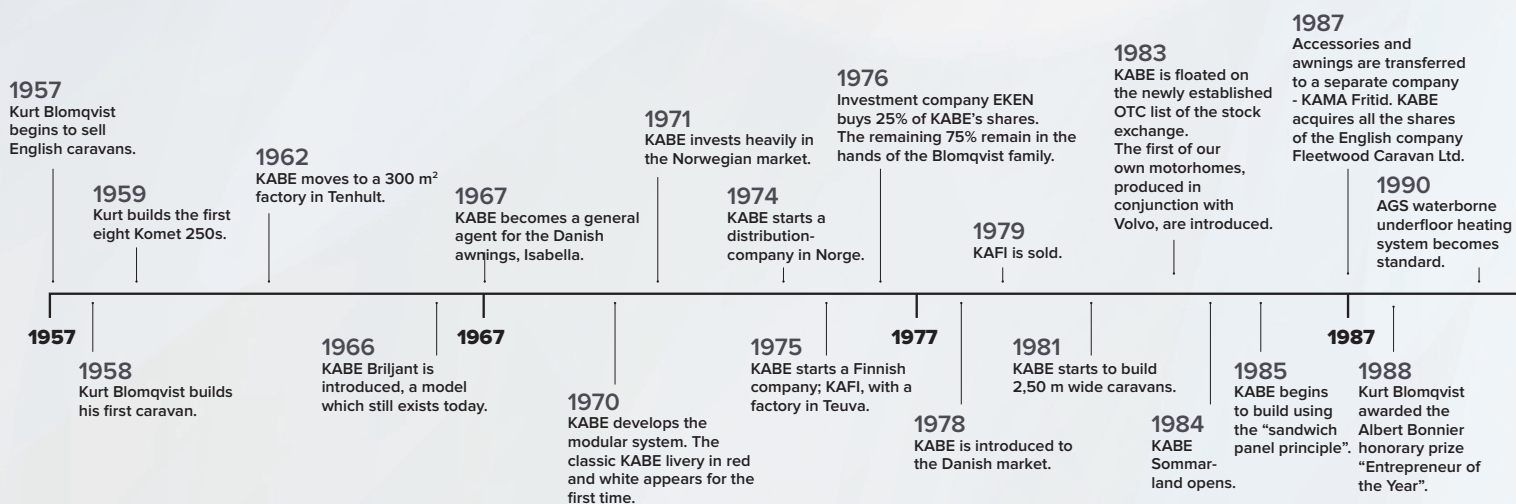 1957
Kurt Blomqvist
begins to sell
English caravans.
1959
Kurt builds the first
eight Komet 250s.
1962
KABE moves to a 300 m²
factory in Tenhult.
1967
KABE becomes a general
agent for the Danish
awnings, Isabella.
1971
KABE invests heavily in
the Norwegian market.
1974
KABE starts a
distribution-
company in Norge.
1976
Investment company EKEN
buys 25% of KABE's shares.
The remaining 75% remain in the
hands of the Blomqvist family.
1979
KAFI is sold.
1983
KABE is floated on
the newly established
OTC list of the stock
exchange.
The first of our
own motorhomes,
produced in
conjunction with
Volvo, are introduced.
1987
Accessories and
awnings are transferred
to a separate company
- KAMA Fritid. KABE
acquires all the shares
of the English company
Fleetwood Caravan Ltd.
1990
AGS waterborne
underfloor heating
system becomes
standard.
1957
1967
1977
1987
1958
Kurt Blomqvist builds
his first caravan.
1966
KABE Briljant is
introduced, a model
which still exists today.
1970
KABE develops the
modular system. The
classic KABE livery in red
and white appears for the
first time.
1975
KABE starts a Finnish
company; KAFI, with a
factory in Teuva.
1978
KABE is introduced to
the Danish market.
1981
KABE starts to build
2,50 m wide caravans.
1984
KABE
Sommar-
land opens.
1985
KABE begins
to build using
the “sandwich
panel principle”.
1988
Kurt Blomqvist
awarded the
Albert Bonnier
honorary prize
“Entrepreneur of
the Year”.